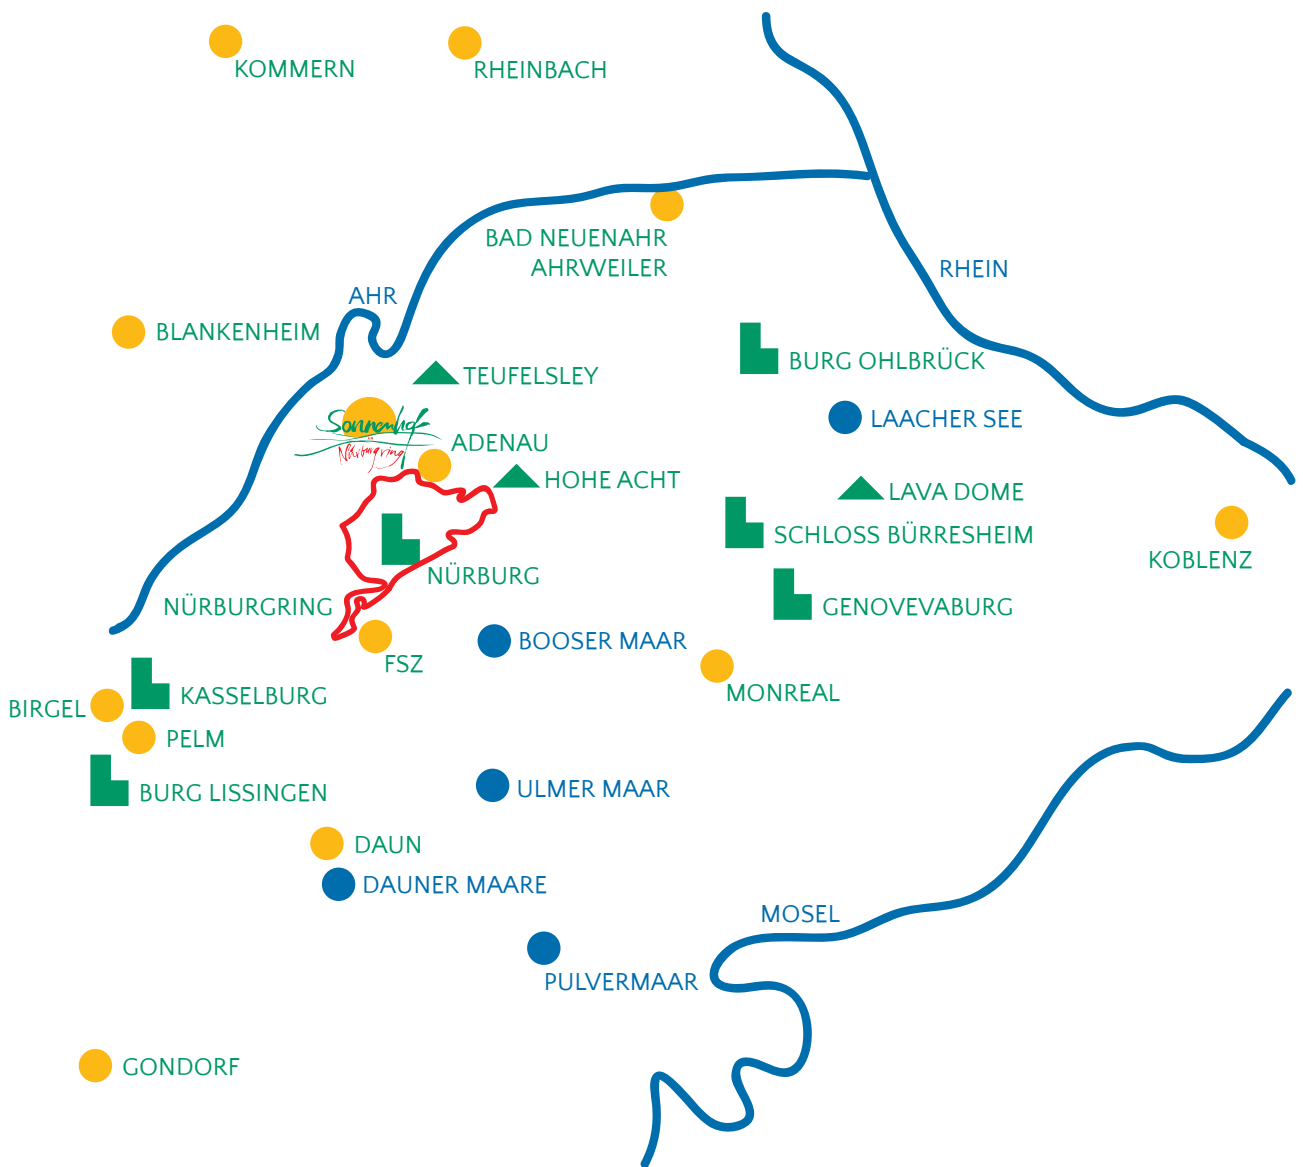 KOMMERN
RHEINBACH
BAD NEUENAHR
AHRWEILER
RHEIN
AHR
BLANKENHEIM
BURG OHLBRÜCK
TEUFELSLEY
LAACHER SEE
Sonnenhof
Nürburgring
ADENAU
HOHE ACHT
LAVA DOME
SCHLOSS BÜRRESHEIM
KOBLENZ
NÜRBURG
NÜRBURGRING
GENOVEVABURG
BOOSER MAAR
FSZ
MONREAL
KASSELBURG
BIRGEL
PELM
ULMER MAAR
BURG LISSINGEN
DAUN
DAUNER MAARE
MOSEL
PULVERMAAR
GONDORF